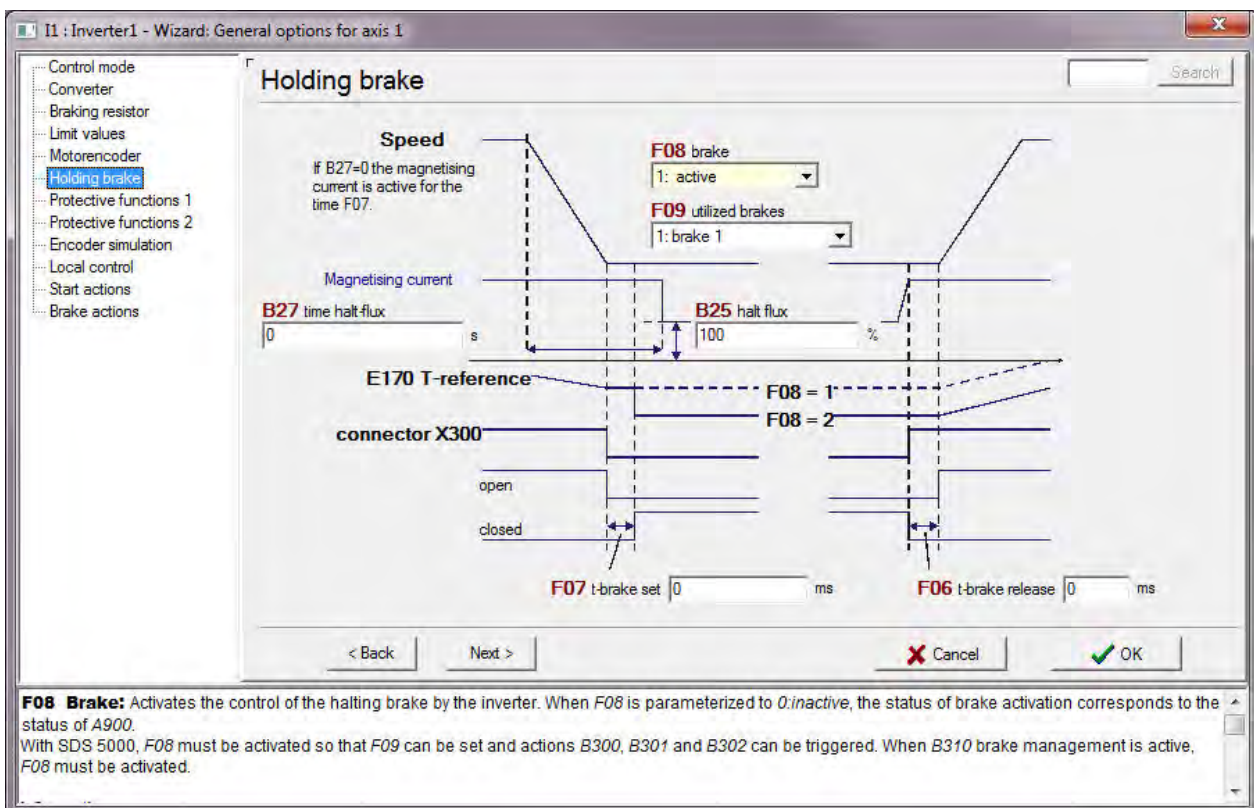 I1 : Inverter1 - Wizard: General options for axis 1
Control mode
Converter
Braking resistor
Limit values
Motorencoder
Holding brake
Protective functions 1
Protective functions 2
Encoder simulation
Local control
Start actions
Brake actions
Holding brake
Search
Speed
If B27=0 the magnetising
current is active for the
time F07.
F08 brake
1: active
F09 utilized brakes
1: brake 1
Magnetising current
B27 time halt-flux
0 s
B25 halt flux
100 %
E170 T-reference
F08 = 1
F08 = 2
connector X300
open
closed
F07 t-brake set 0 ms
F06 t-brake release 0 ms
< Back
Next >
Cancel
OK
F08 Brake: Activates the control of the halting brake by the inverter. When F08 is parameterized to 0:inactive, the status of brake activation corresponds to the
status of A900.
With SDS 5000, F08 must be activated so that F09 can be set and actions B300, B301 and B302 can be triggered. When B310 brake management is active,
F08 must be activated.